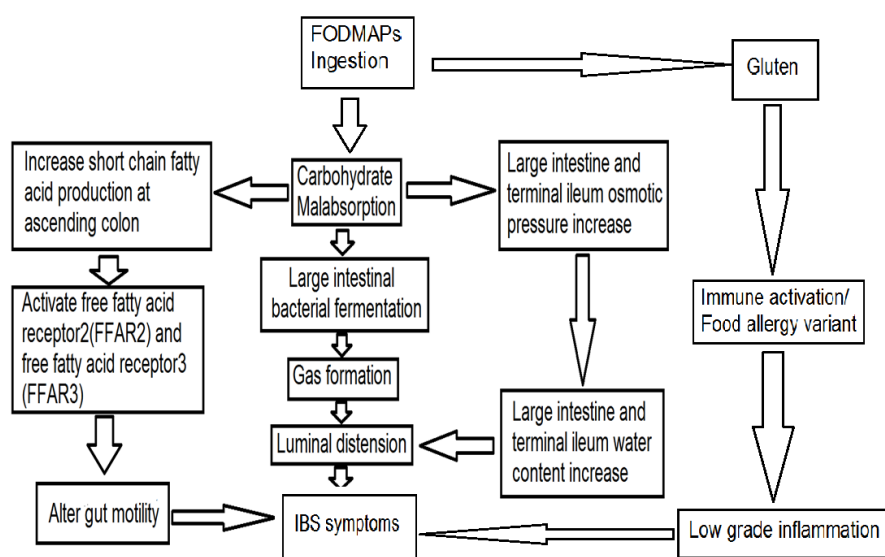 FODMAPs
Ingestion
Gluten
Increase short chain fatty
acid production at
ascending colon
Carbohydrate
Malabsorption
Large intestine and
terminal ileum osmotic
pressure increase
Activate free fatty acid
receptor2(FFAR2) and
free fatty acid receptor3
(FFAR3)
Large intestinal
bacterial fermentation
Immune activation/
Food allergy variant
Gas formation
Luminal distension
Large intestine and
terminal ileum water
content increase
Alter gut motility
IBS symptoms
Low grade inflammation